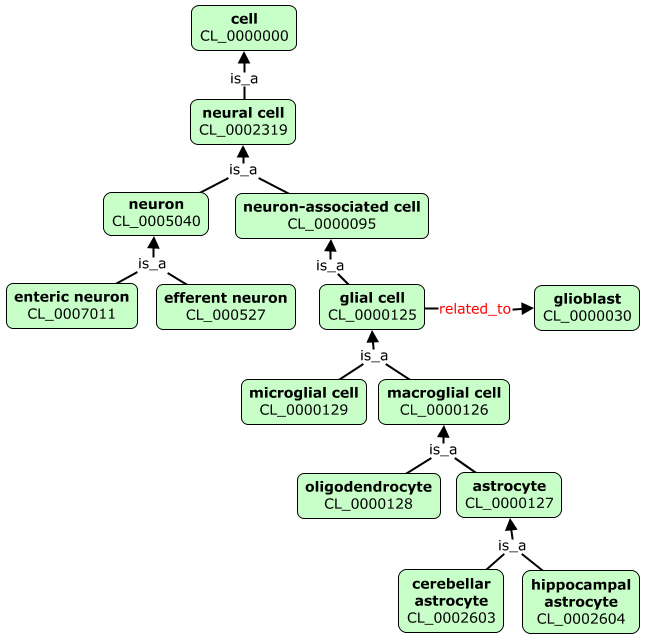 cell
CL_0000000
is_a
neural cell
CL_0002319
is_a
neuron
CL_0005040
neuron-associated cell
CL_0000095
is_a
is_a
enteric neuron
CL_0007011
efferent neuron
CL_000527
glial cell
CL_0000125
related_to
glioblast
CL_0000030
is_a
microglial cell
CL_0000129
macroglial cell
CL_0000126
is_a
oligodendrocyte
CL_0000128
astrocyte
CL_0000127
is_a
cerebellar
astrocyte
CL_0002603
hippocampal
astrocyte
CL_0002604